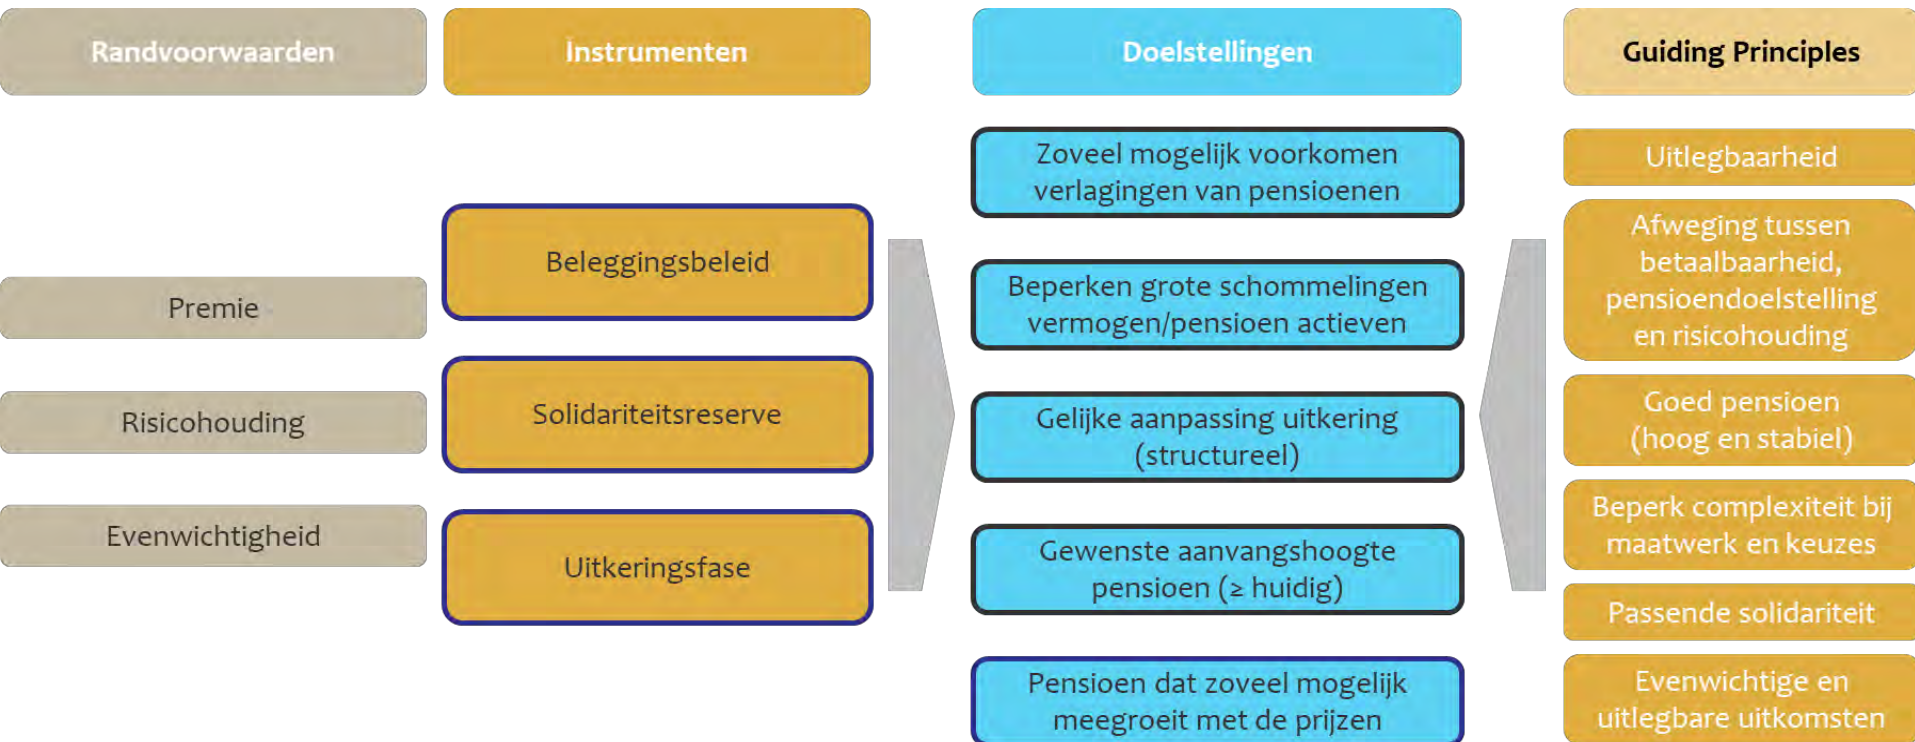 Randvoorwaarden
Premie
Risicohouding
Evenwichtigheid
Instrumenten
Beleggingsbeleid
Solidariteitsreserve
Uitkeringsfase
Doelstellingen
Zoveel mogelijk voorkomen
verlagingen van pensioenen
Beperken grote schommelingen
vermogen/pensioen actieven
Gelijke aanpassing uitkering
(structureel)
Gewenste aanvangshoogte
pensioen (≥ huidig)
Pensioen dat zoveel mogelijk
meegroeit met de prijzen
Guiding Principles
Uitlegbaarheid
Afweging tussen
betaalbaarheid,
pensioendoelstelling
en risicohouding
Goed pensioen
(hoog en stabiel)
Beperk complexiteit bij
maatwerk en keuzes
Passende solidariteit
Evenwichtige en
uitlegbare uitkomsten